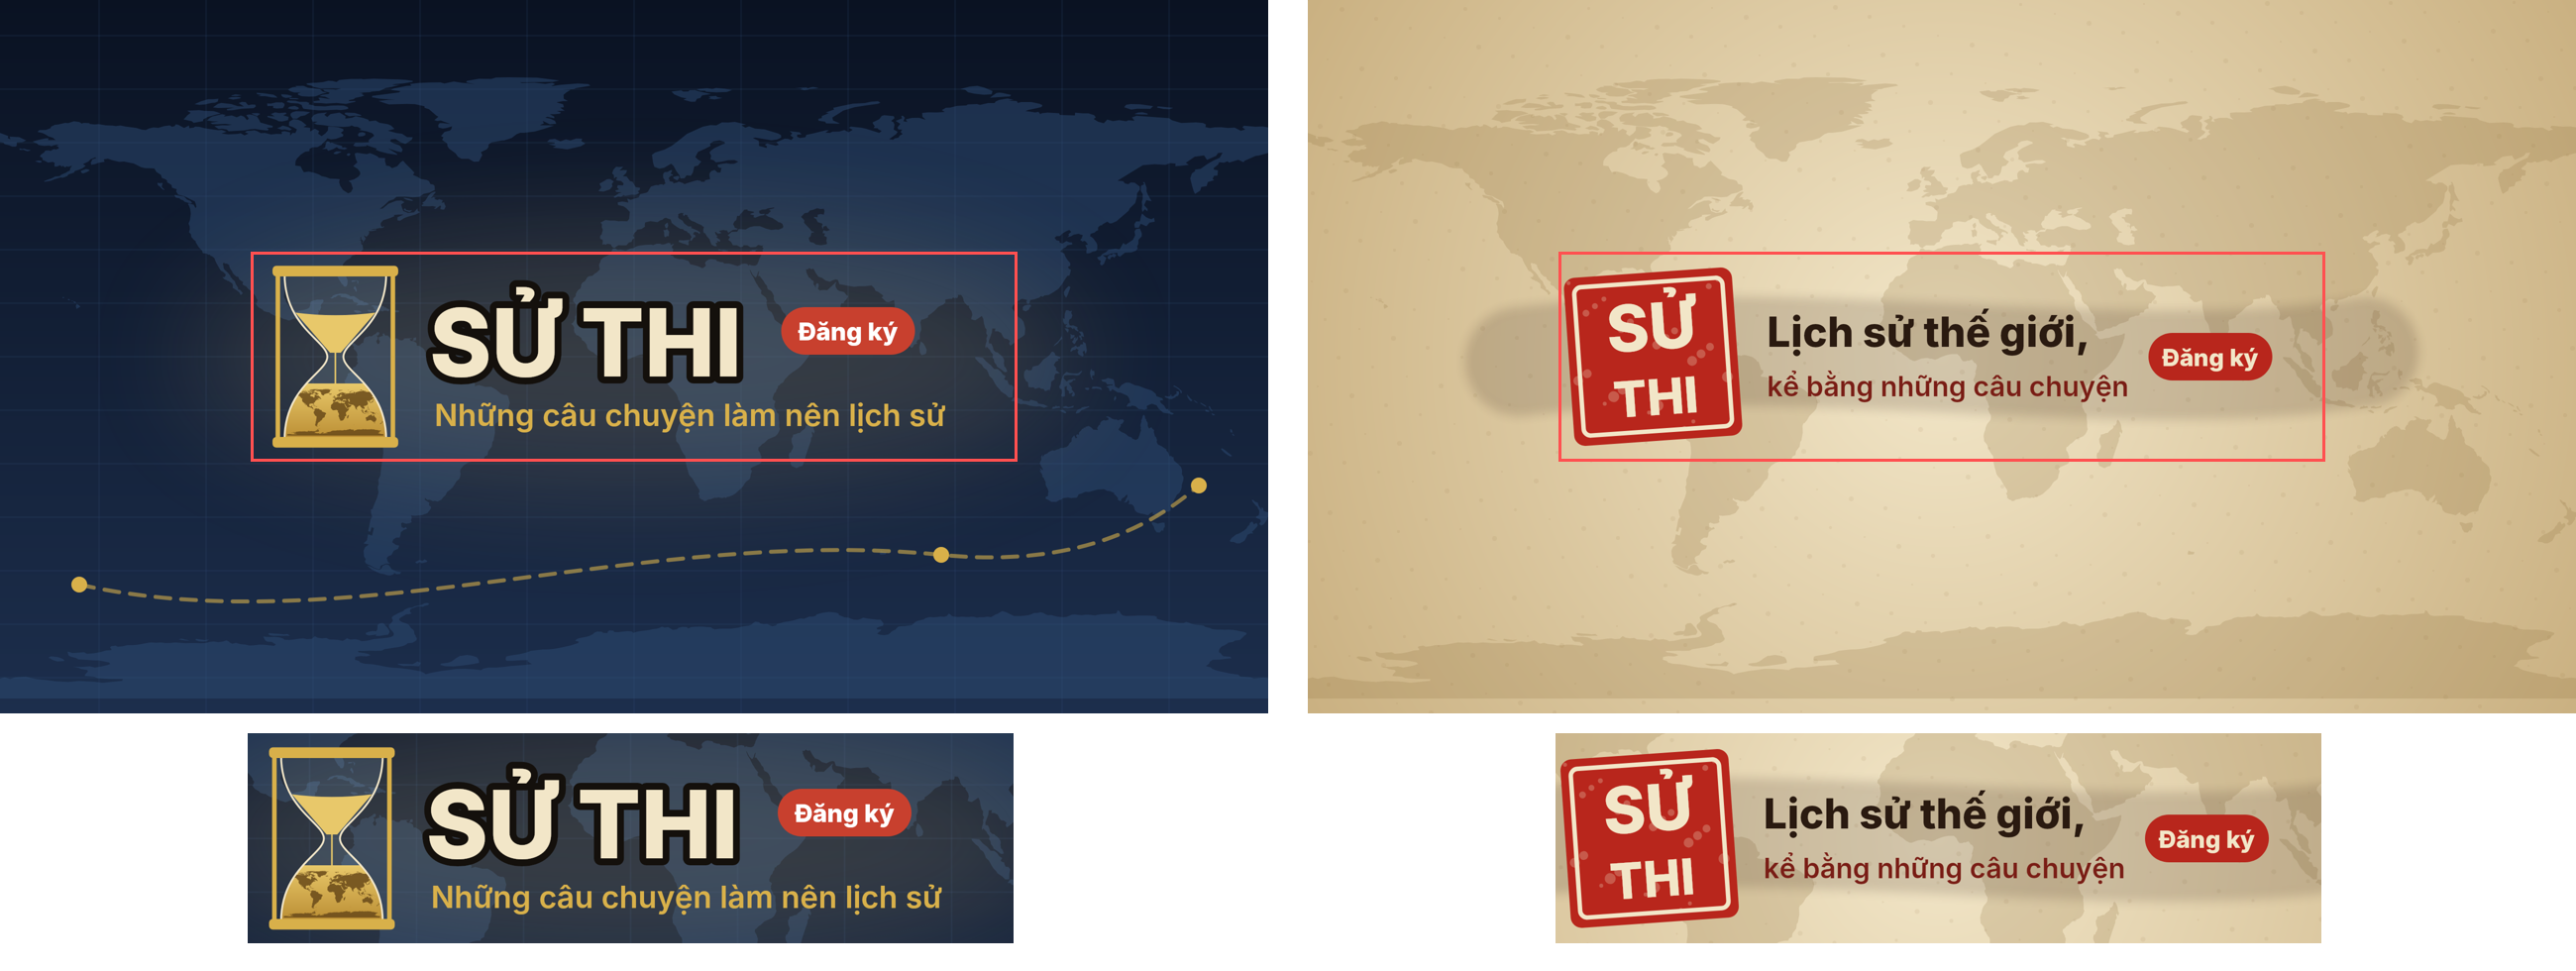 SỬ THI
Đăng ký
Những câu chuyện làm nên lịch sử
SỬ
THI
Lịch sử thế giới,
kể bằng những câu chuyện
Đăng ký
SỬ THI
Đăng ký
Những câu chuyện làm nên lịch sử
SỬ
THI
Lịch sử thế giới,
kể bằng những câu chuyện
Đăng ký